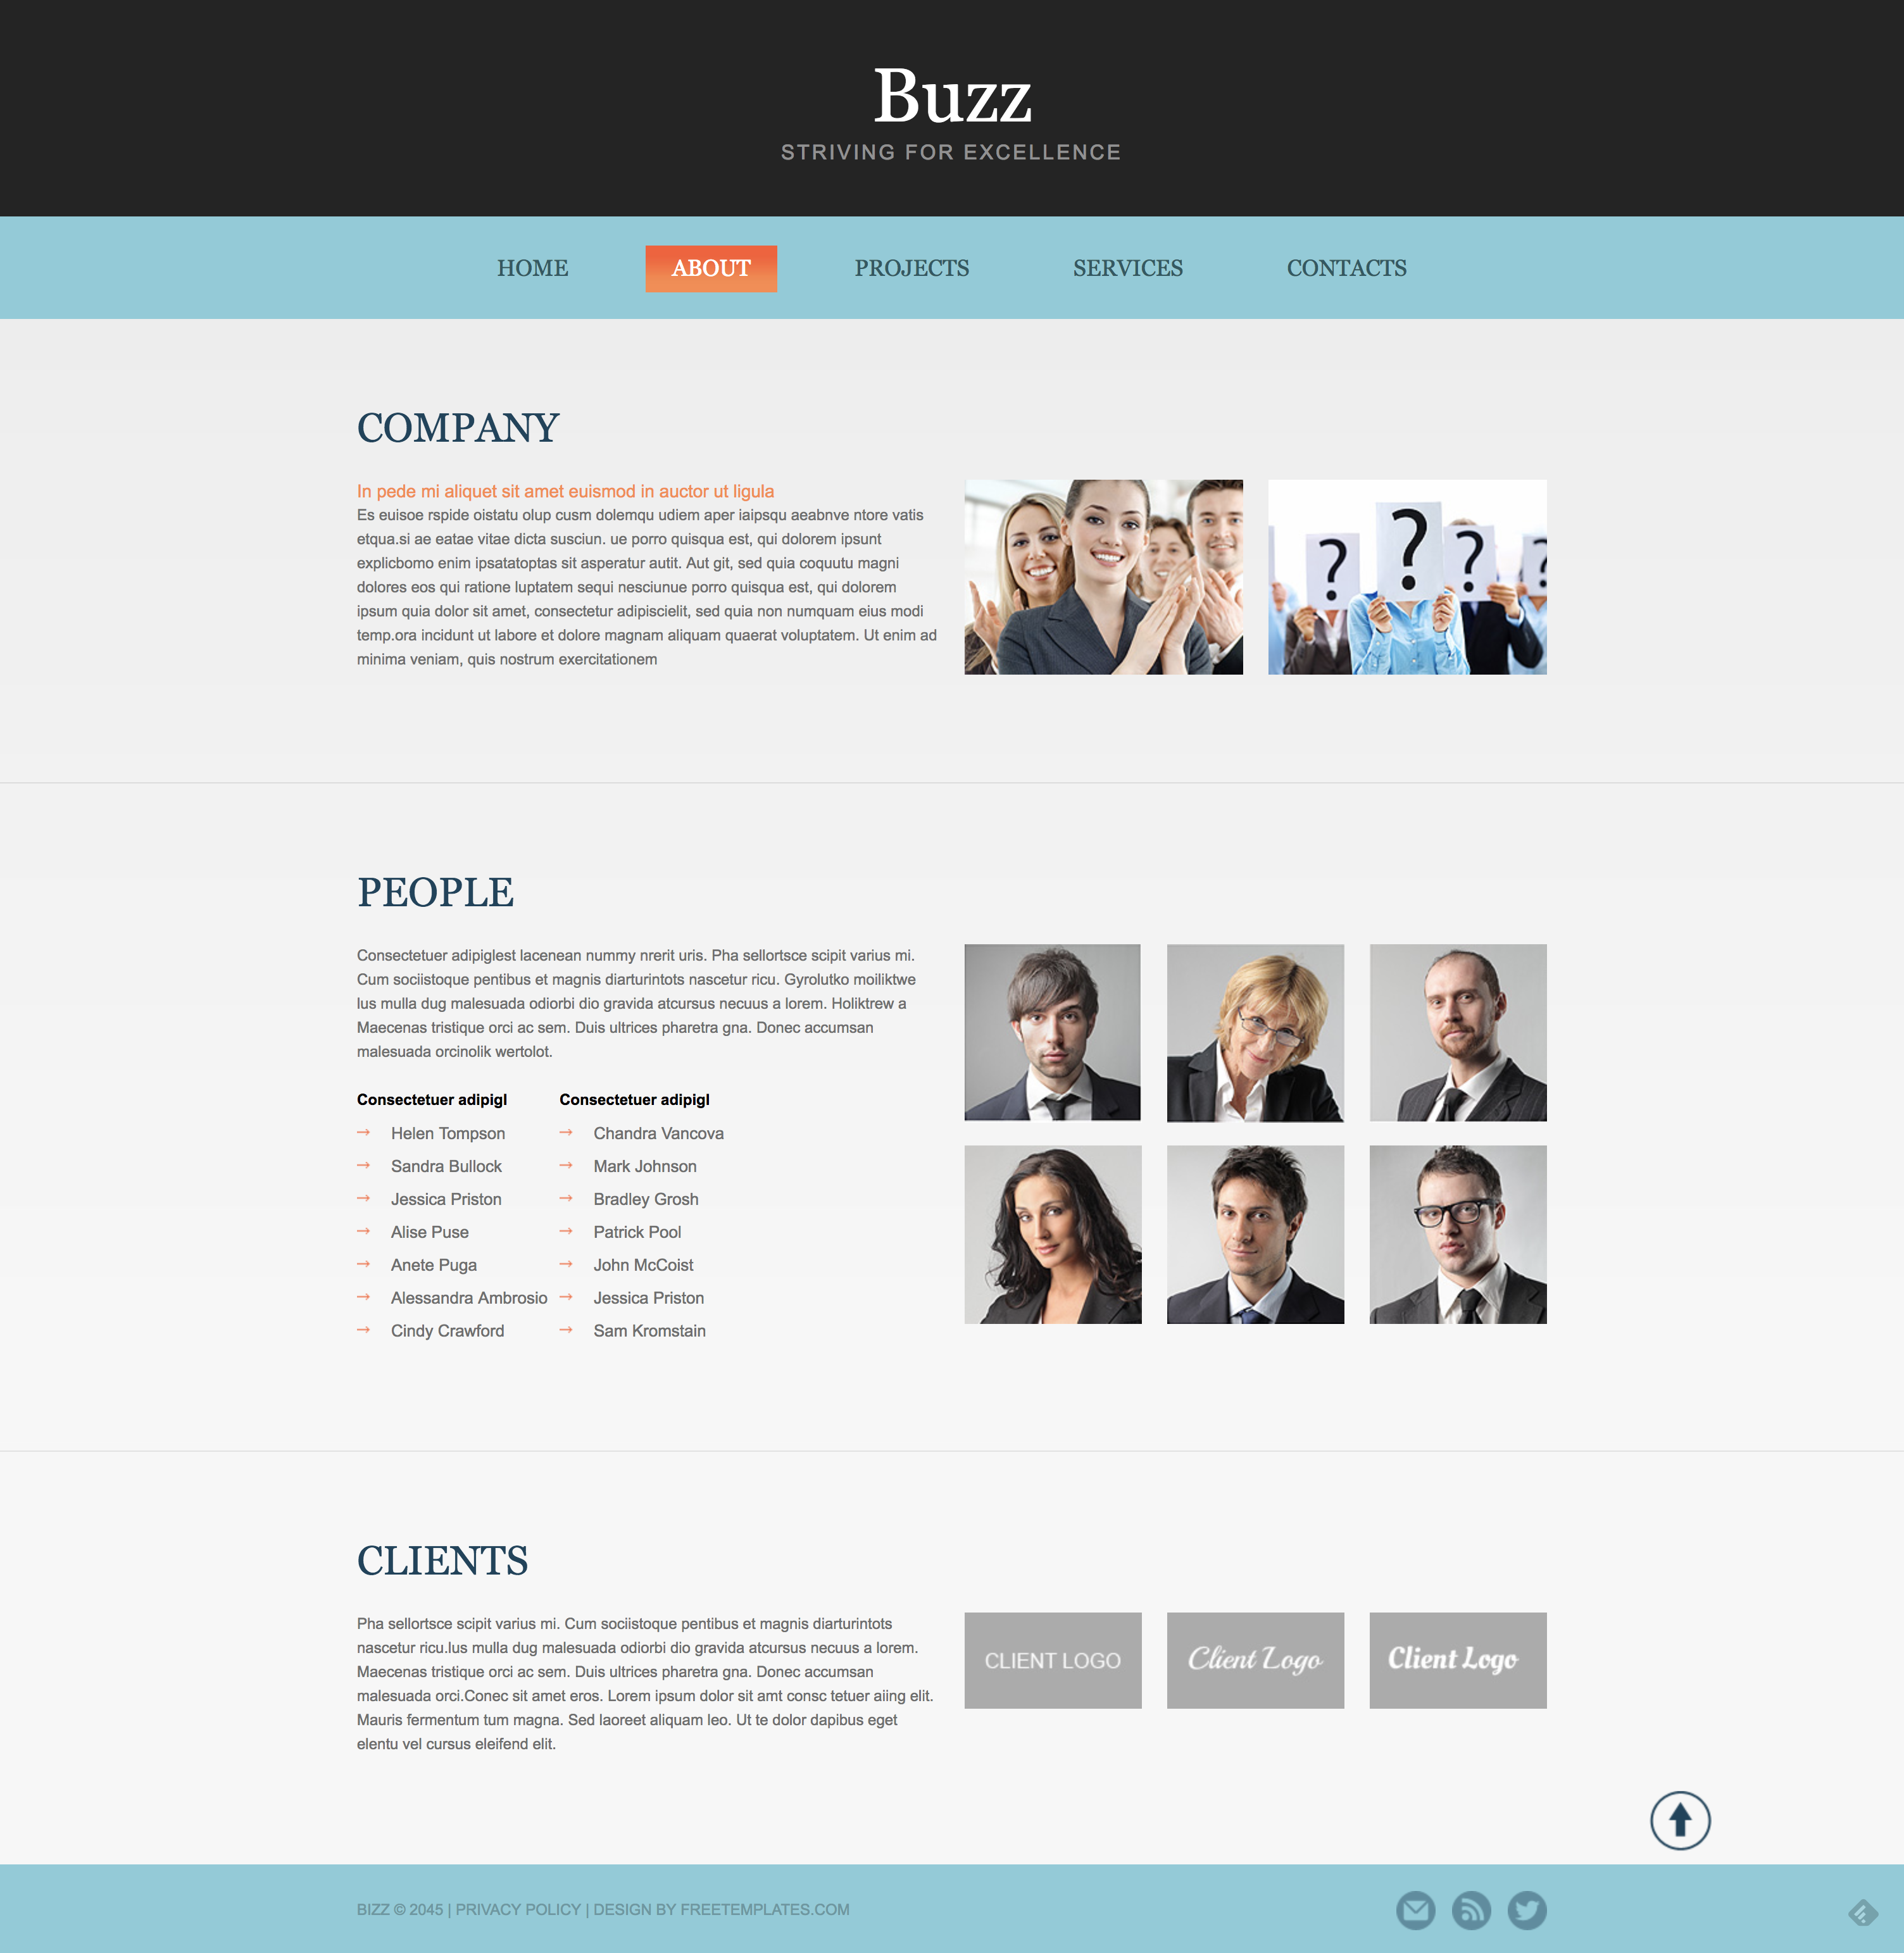 Buzz
STRIVING FOR EXCELLENCE
HOME ABOUT PROJECTS SERVICES CONTACTS
COMPANY
In pede mi aliquet sit amet euismod in auctor ut ligula
Es euisoe rspide oistatu olup cusm dolemqu udiem aper iaipsqu aeabnve ntore vatis
etqua.si ae eatae vitae dicta susciun. ue porro quisqua est, qui dolorem ipsunt
explicbomo enim ipsatatoptas sit asperatur autit. Aut git, sed quia coquutu magni
dolores eos qui ratione luptatem sequi nesciunue porro quisqua est, qui dolorem
ipsum quia dolor sit amet, consectetur adipiscielit, sed quia non numquam eius modi
temp.ora incidunt ut labore et dolore magnam aliquam quaerat voluptatem. Ut enim ad
minima veniam, quis nostrum exercitationem
? ? ? ?
PEOPLE
Consectetuer adipiglest lacenean nummy nrerit uris. Pha sellortsce scipit varius mi.
Cum sociistoque pentibus et magnis diarturintots nascetur ricu. Gyrolutko moiliktwe
lus mulla dug malesuada odiorbi dio gravida atcursus necuus a lorem. Holiktrew a
Maecenas tristique orci ac sem. Duis ultrices pharetra gna. Donec accumsan
malesuada orcinolik wertolot.
Consectetuer adipigl
→ Helen Tompson
→ Sandra Bullock
→ Jessica Priston
→ Alise Puse
→ Anete Puga
→ Alessandra Ambrosio
→ Cindy Crawford
Consectetuer adipigl
→ Chandra Vancova
→ Mark Johnson
→ Bradley Grosh
→ Patrick Pool
→ John McCoist
→ Jessica Priston
→ Sam Kromstain
CLIENTS
Pha sellortsce scipit varius mi. Cum sociistoque pentibus et magnis diarturintots
nascetur ricu.lus mulla dug malesuada odiorbi dio gravida atcursus necuus a lorem.
Maecenas tristique orci ac sem. Duis ultrices pharetra gna. Donec accumsan
malesuada orci.Conec sit amet eros. Lorem ipsum dolor sit amt consc tetuer aiing elit.
Mauris fermentum tum magna. Sed laoreet aliquam leo. Ut te dolor dapibus eget
elentu vel cursus eleifend elit.
CLIENT LOGO
Client Logo
Client Logo
BIZZ © 2045 | PRIVACY POLICY | DESIGN BY FREETEMPLATES.COM